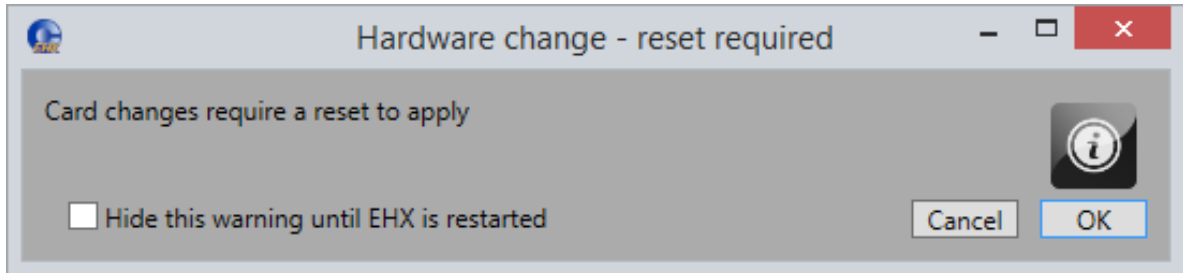 Hardware change - reset required
Card changes require a reset to apply
Hide this warning until EHX is restarted
Cancel
OK